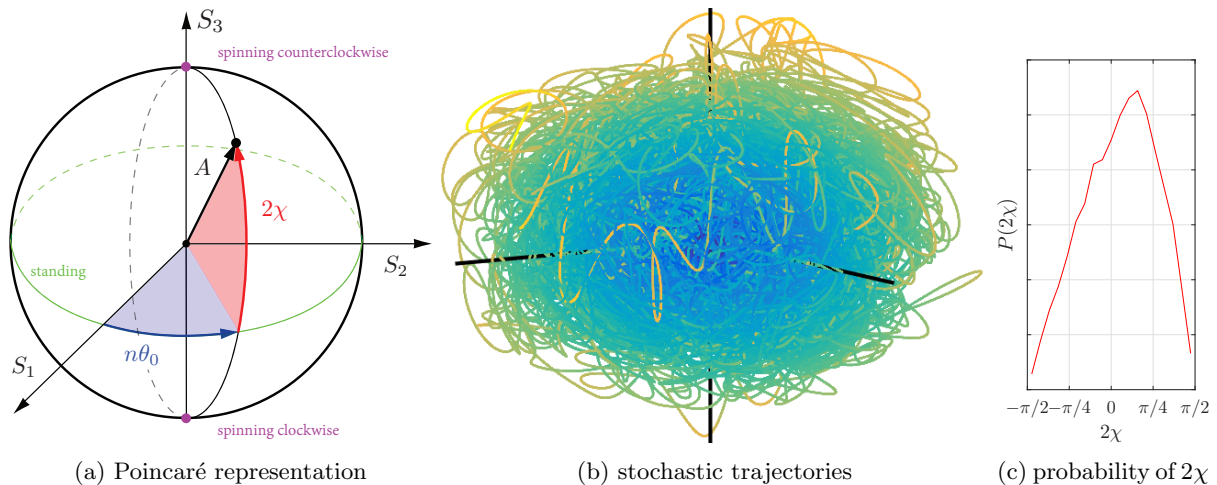 S₃
spinning counterclockwise
A
2χ
standing
S₂
nθ₀
S₁
spinning clockwise
(a) Poincaré representation
(b) stochastic trajectories
P(2χ)
−π/2 −π/4 0 π/4 π/2
2χ
(c) probability of 2χ